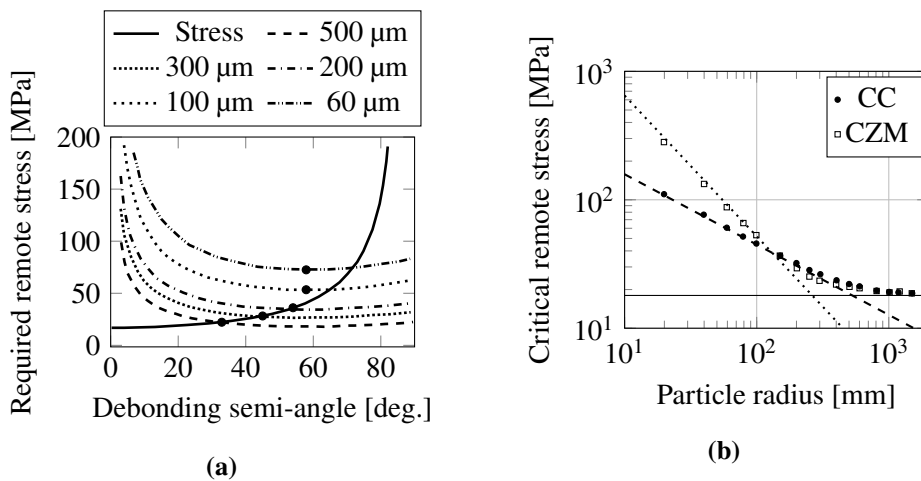 Stress
500 µm
300 µm
200 µm
100 µm
60 µm
Required remote stress [MPa]
200
150
100
50
0
0 20 40 60 80
Debonding semi-angle [deg.]
(a)
Critical remote stress [MPa]
10³
10²
10¹
10¹ 10² 10³
CC
CZM
Particle radius [mm]
(b)